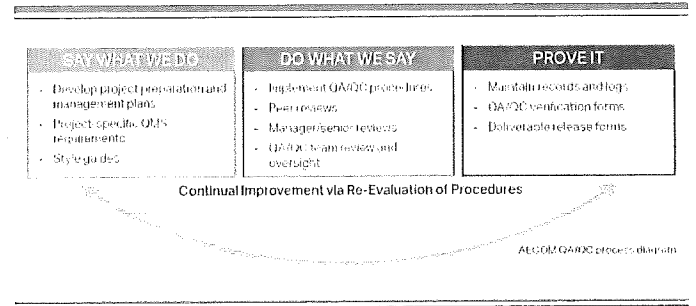 SAY WHAT WE DO
- Develop project preparation and
management plans
- Project-specific QMS
requirements
- Style guides
DO WHAT WE SAY
- Implement QA/QC procedures
- Peer reviews
- Manager/senior reviews
- QA/QC team review and
oversight
PROVE IT
- Maintain records and logs
- QA/QC verification forms
- Deliverable release forms
Continual Improvement via Re-Evaluation of Procedures
AECOM QA/QC process diagram